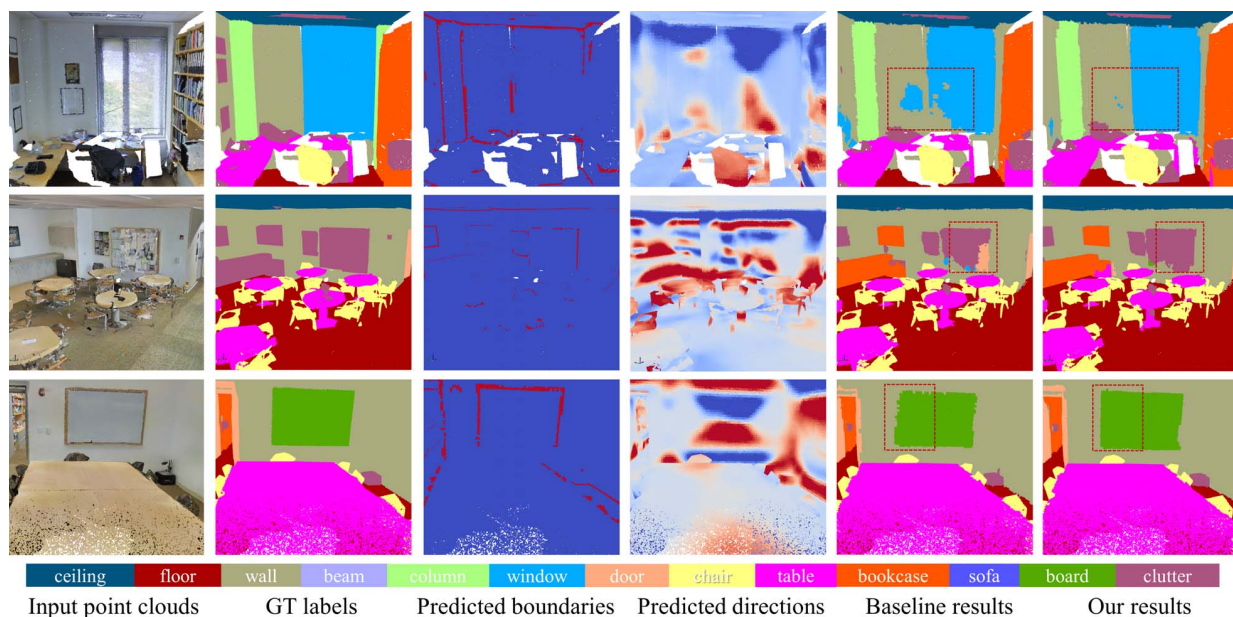 ceiling floor wall beam column window door chair table bookcase sofa board clutter
Input point clouds GT labels Predicted boundaries Predicted directions Baseline results Our results